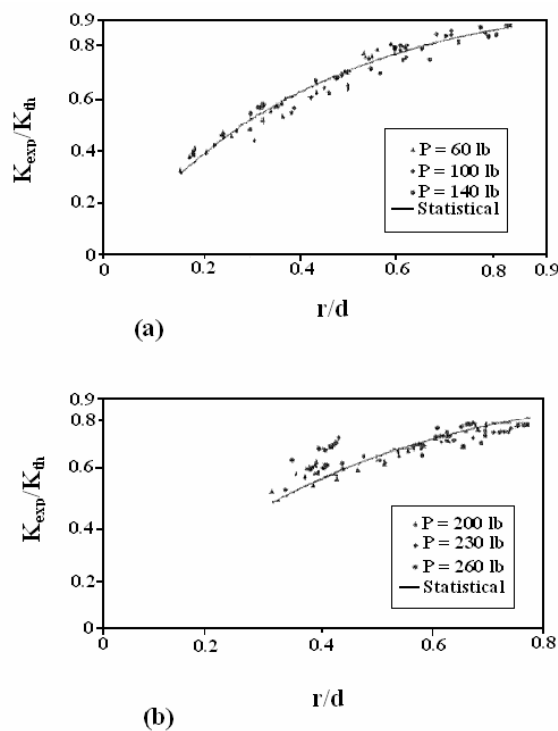 0.9
0.8
0.6
0.4
0.2
0
K_exp/K_th
P = 60 lb
P = 100 lb
P = 140 lb
Statistical
0.2 0.4 0.6 0.8 0.9
r/d
(a)
0.9
0.8
0.6
0.4
0.2
0
K_exp/K_th
P = 200 lb
P = 230 lb
P = 260 lb
Statistical
0 0.2 0.4 0.6 0.8
r/d
(b)